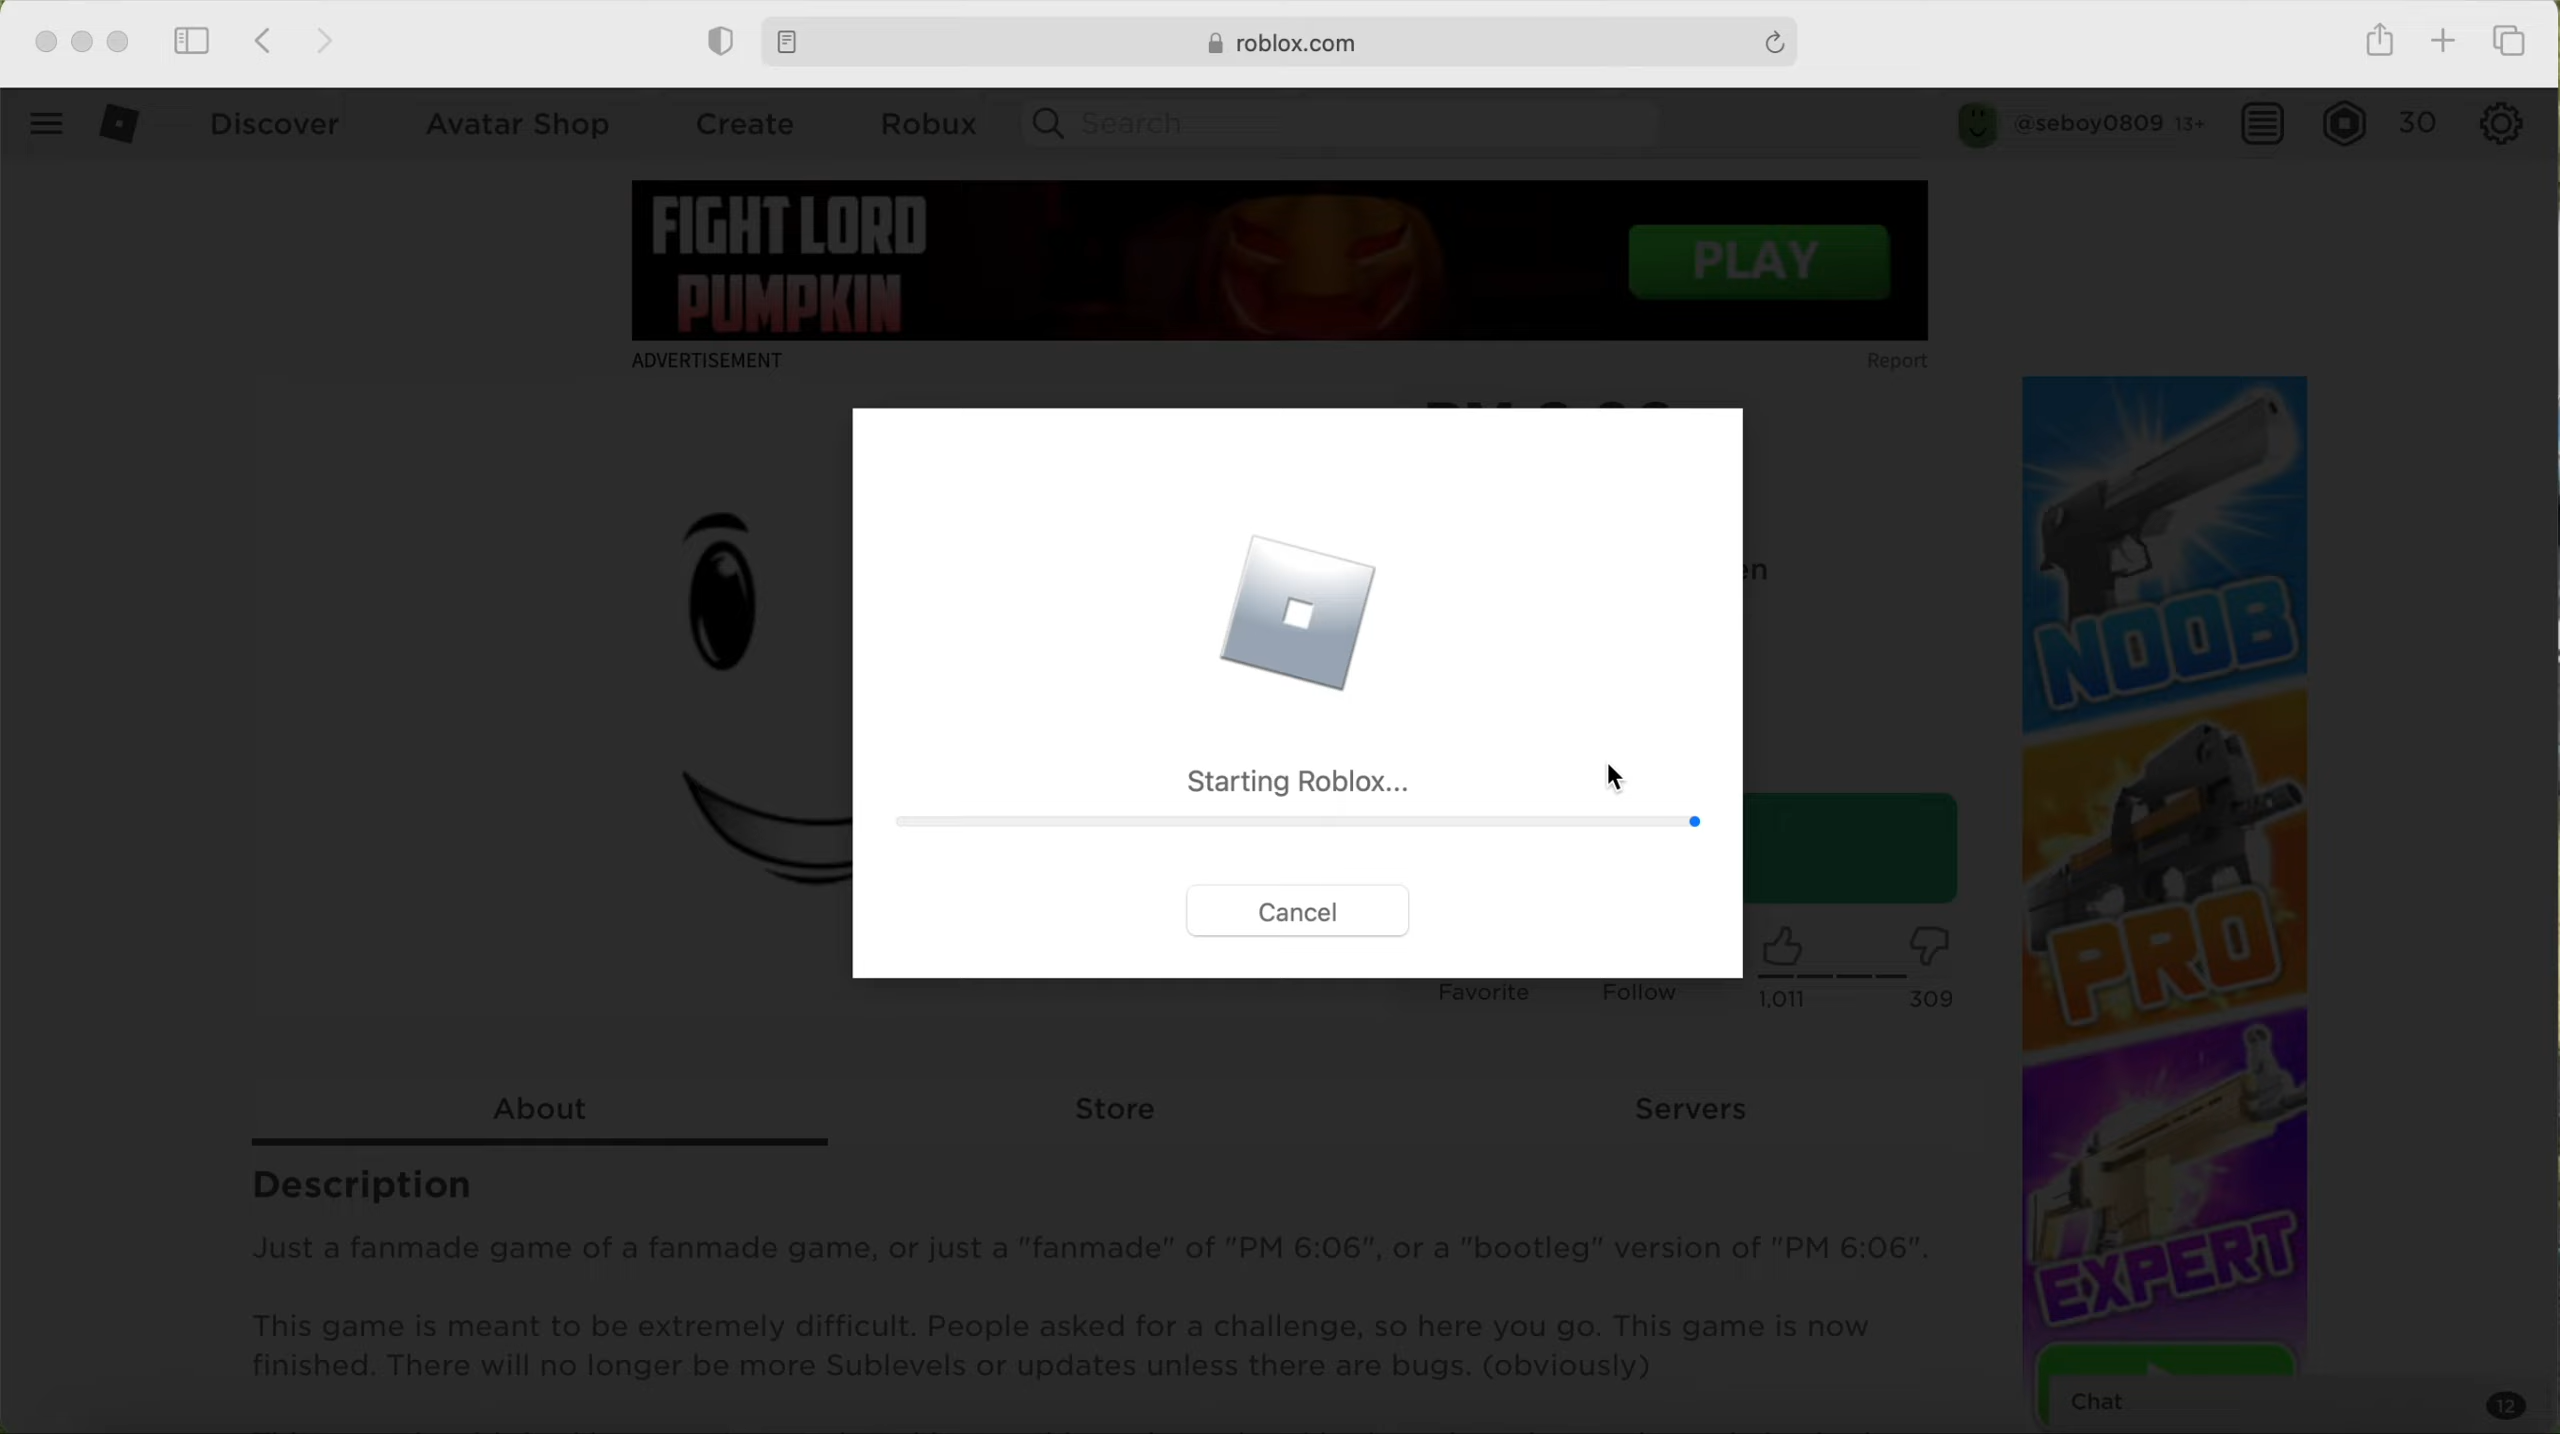 roblox.com
Discover
Avatar Shop
Create
Robux
Search
@seboy0809 13+
30
FIGHT LORD
PUMPKIN
PLAY
ADVERTISEMENT
Report
en
Starting Roblox...
Cancel
Favorite
Follow
1,011
309
NOOB
PRO
EXPERT
About
Store
Servers
Description
Just a fanmade game of a fanmade game, or just a "fanmade" of "PM 6:06", or a "bootleg" version of "PM 6:06".
This game is meant to be extremely difficult. People asked for a challenge, so here you go. This game is now
finished. There will no longer be more Sublevels or updates unless there are bugs. (obviously)
Chat
12